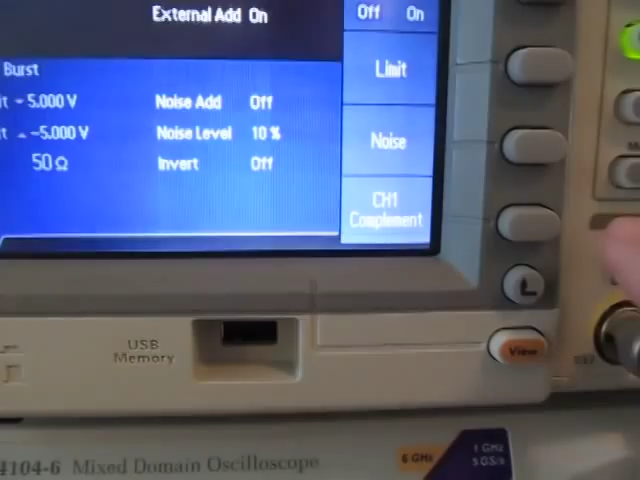 External Add On
Off On
Limit
Burst
5.000 V Noise Add Off
-5.000 V Noise Level 10 %
Noise
50 Ω Invert Off
CH1
Complement
USB
Memory
View
4104-6 Mixed Domain Oscilloscope
6 GHz
1 GHz
5 GS/s